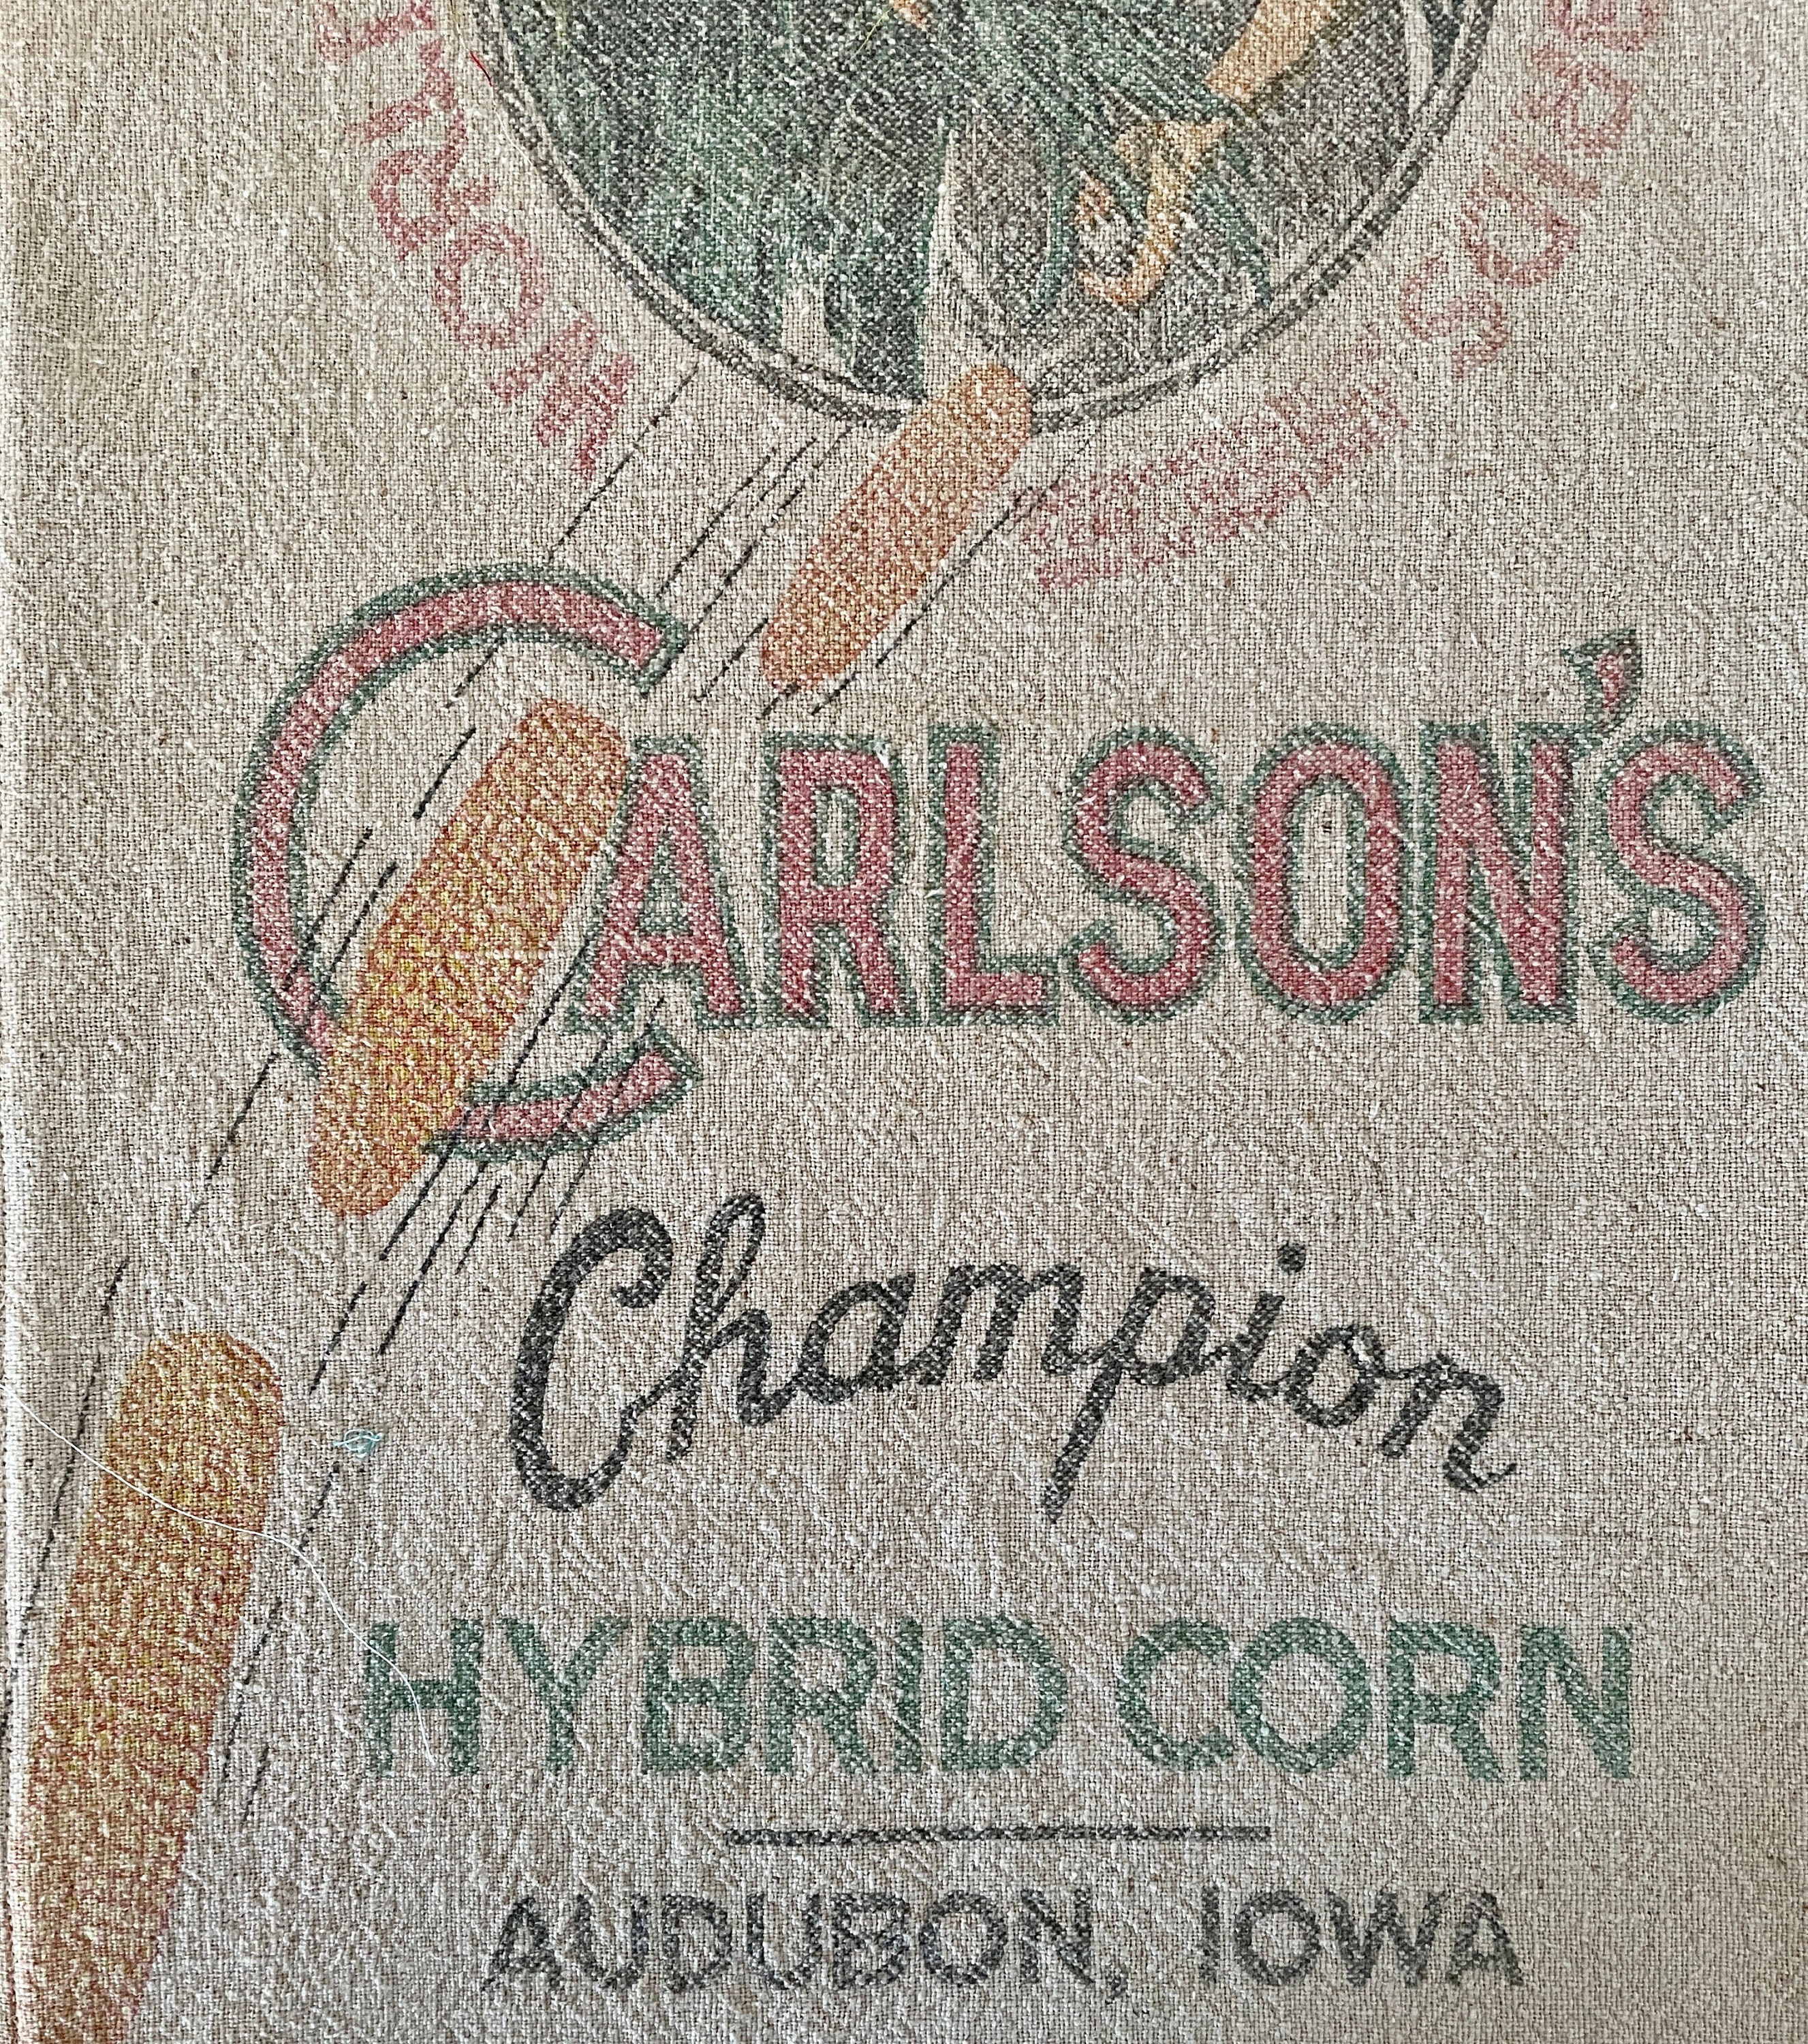 CARLSON'S
Champion
HYBRID CORN
AUDUBON, IOWA